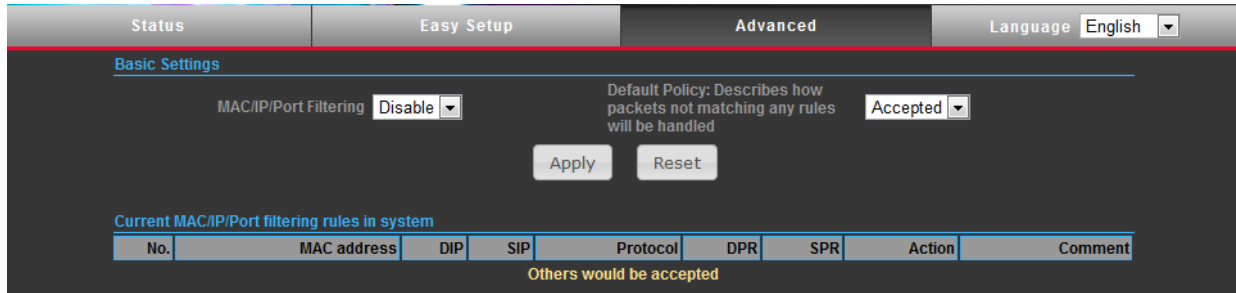 Status Easy Setup Advanced Language English
Basic Settings
MAC/IP/Port Filtering Disable
Default Policy: Describes how
packets not matching any rules
will be handled
Accepted
Apply Reset
Current MAC/IP/Port filtering rules in system
No. MAC address DIP SIP Protocol DPR SPR Action Comment
Others would be accepted